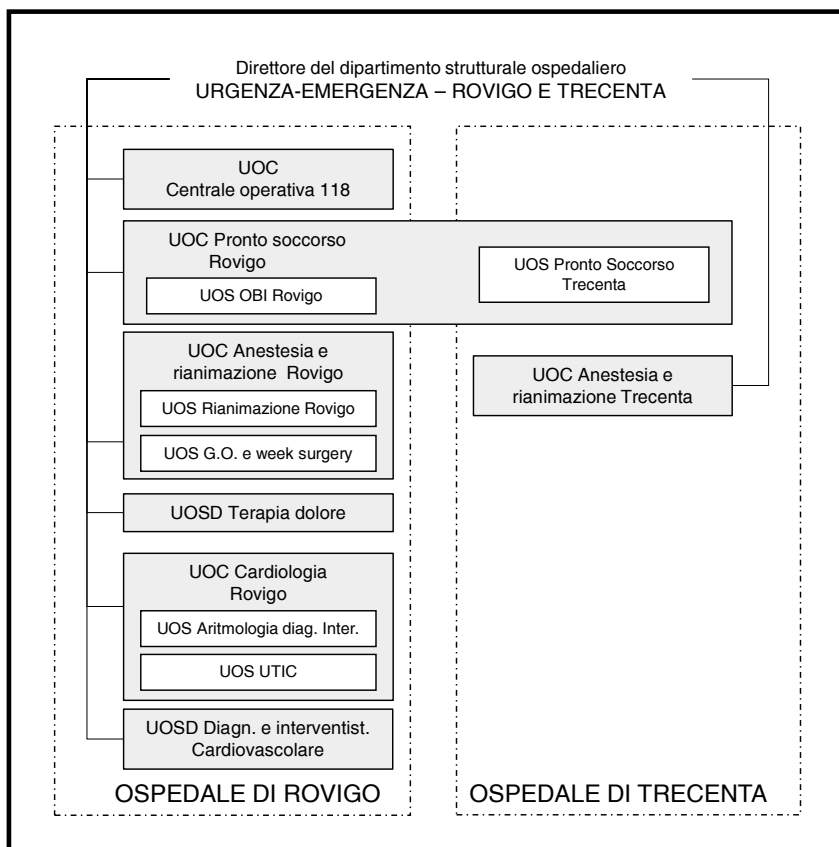 Direttore del dipartimento strutturale ospedaliero
URGENZA-EMERGENZA – ROVIGO E TRECENTA
UOC
Centrale operativa 118
UOC Pronto soccorso
Rovigo
UOS OBI Rovigo
UOS Pronto Soccorso
Trecenta
UOC Anestesia e
rianimazione Rovigo
UOS Rianimazione Rovigo
UOS G.O. e week surgery
UOC Anestesia e
rianimazione Trecenta
UOSD Terapia dolore
UOC Cardiologia
Rovigo
UOS Aritmologia diag. Inter.
UOS UTIC
UOSD Diagn. e interventist.
Cardiovascolare
OSPEDALE DI ROVIGO
OSPEDALE DI TRECENTA